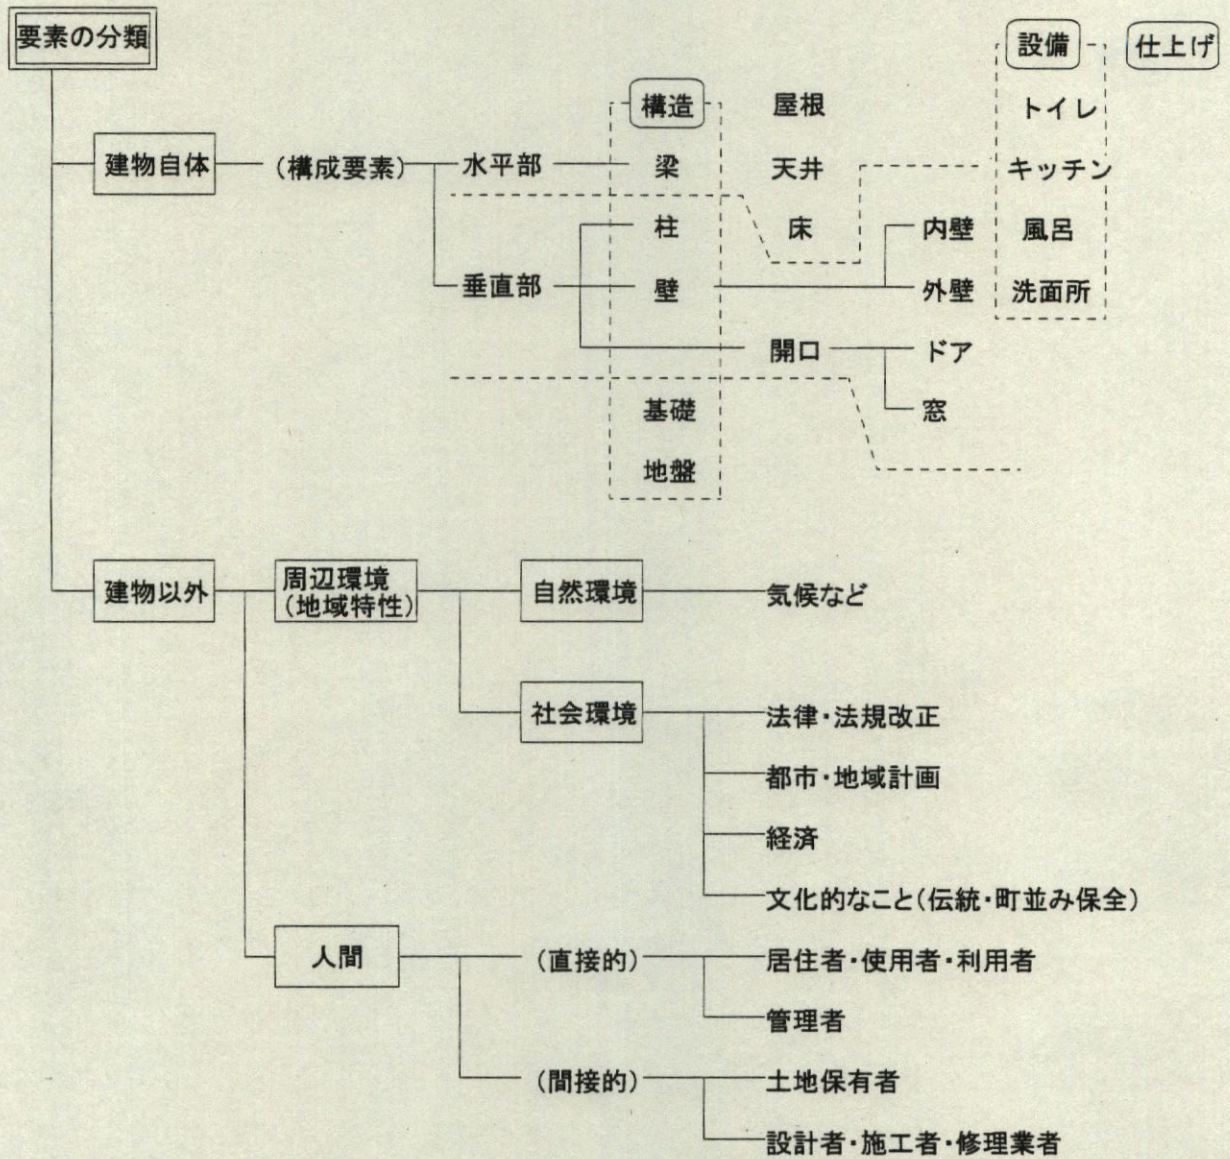 要素の分類
設備 仕上げ
構造 屋根 トイレ
建物自体 (構成要素) 水平部 梁 天井 キッチン
柱 床 内壁 風呂
垂直部 壁 外壁 洗面所
開口 ドア
基礎 窓
地盤
建物以外 周辺環境 自然環境 気候など
(地域特性)
社会環境 法律・法規改正
都市・地域計画
経済
文化的なこと(伝統・町並み保全)
人間 (直接的) 居住者・使用者・利用者
管理者
(間接的) 土地保有者
設計者・施工者・修理業者